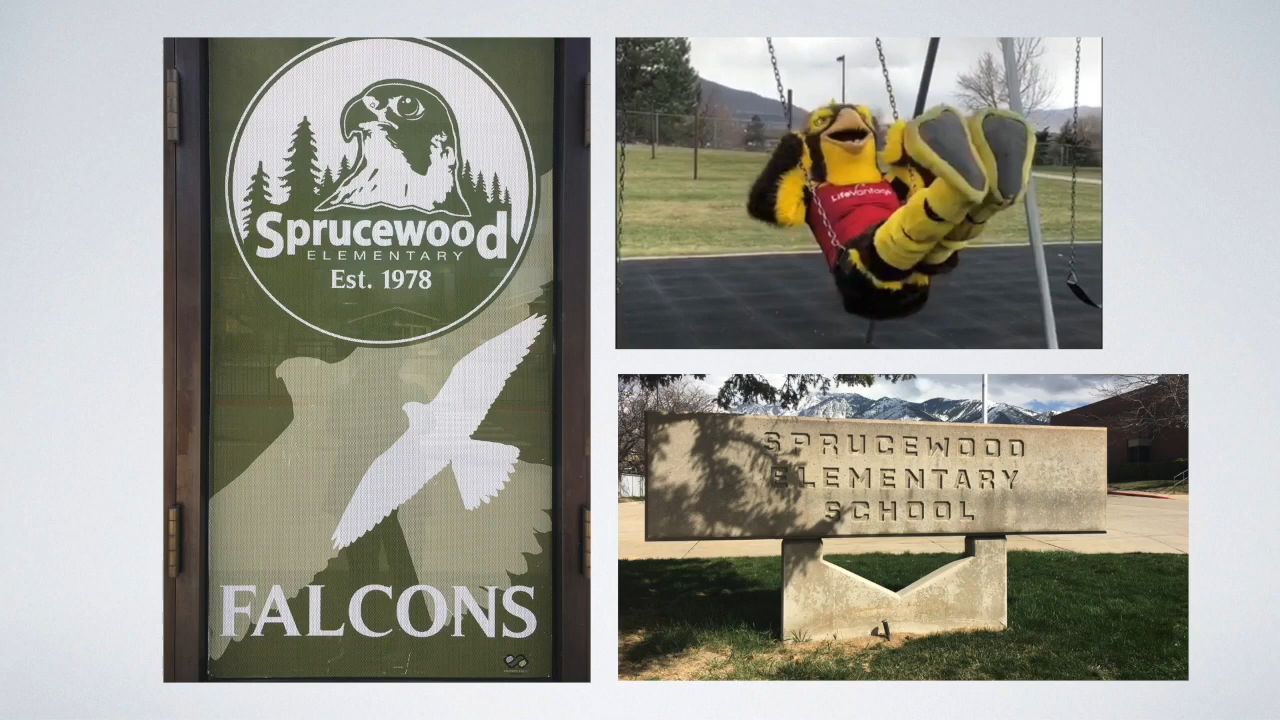 Sprucewood
ELEMENTARY
Est. 1978
FALCONS
LifeVantage
SPRUCEWOOD
ELEMENTARY
SCHOOL